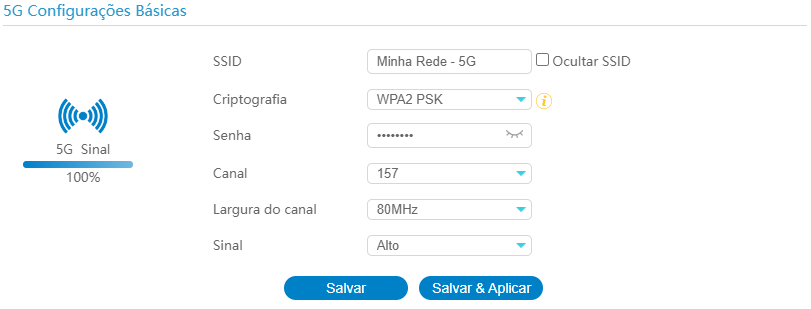 5G Configurações Básicas
SSID Minha Rede - 5G Ocultar SSID
Criptografia WPA2 PSK i
Senha ••••••••
5G Sinal
100%
Canal 157
Largura do canal 80MHz
Sinal Alto
Salvar Salvar & Aplicar